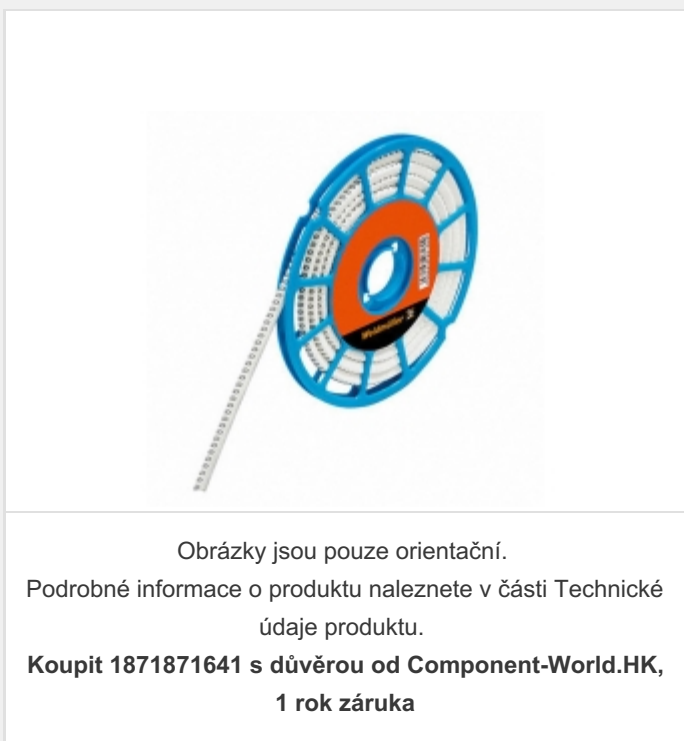 Weidmüller
Obrázky jsou pouze orientační.
Podrobné informace o produktu naleznete v části Technické
údaje produktu.
Koupit 1871871641 s důvěrou od Component-World.HK,
1 rok záruka